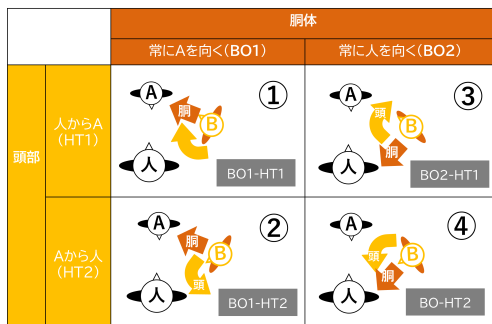 胴体
常にAを向く(BO1)
常に人を向く(BO2)
頭部
人からA
(HT1)
A
①
胴
B
人
BO1-HT1
A
③
頭
B
胴
人
BO2-HT1
Aから人
(HT2)
A
②
胴
B
頭
人
BO1-HT2
A
④
頭
B
胴
人
BO-HT2